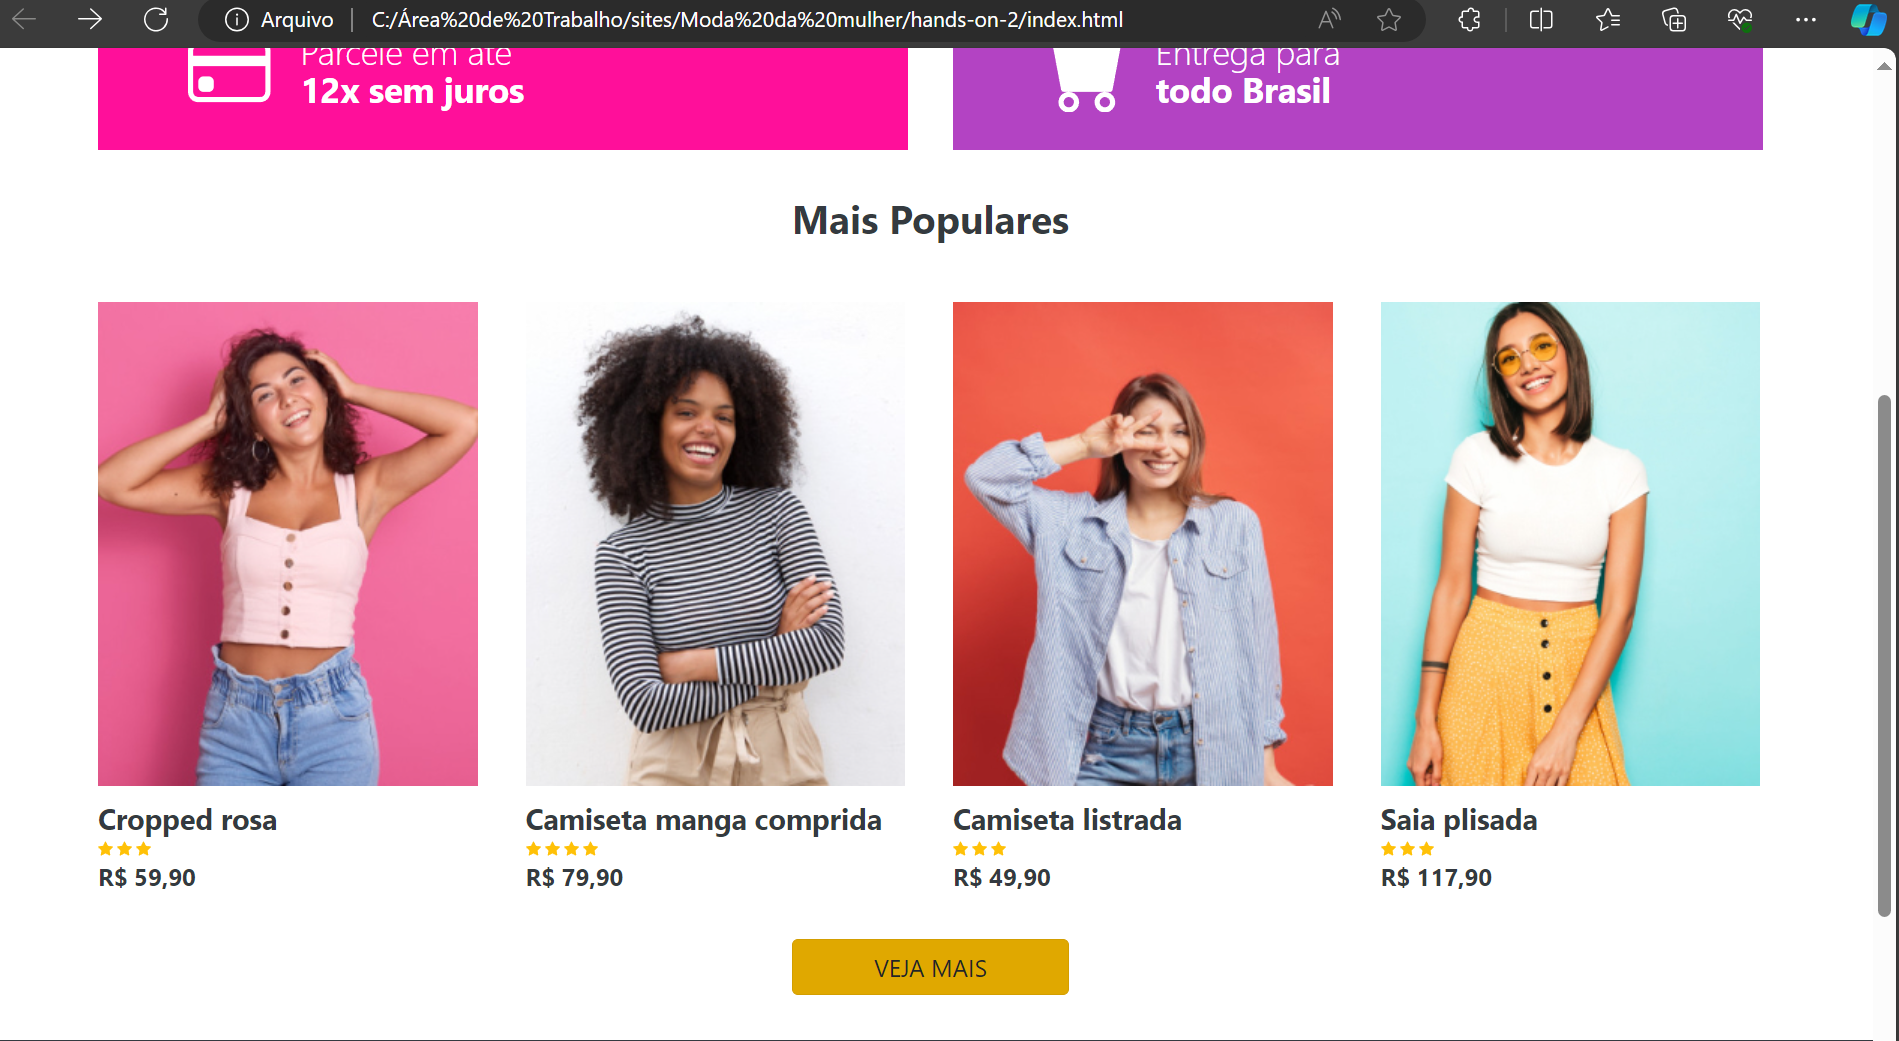 Arquivo
C:/Área%20de%20Trabalho/sites/Moda%20da%20mulher/hands-on-2/index.html
Parcele em até
12x sem juros
Entrega para
todo Brasil
Mais Populares
Cropped rosa
R$ 59,90
Camiseta manga comprida
R$ 79,90
Camiseta listrada
R$ 49,90
Saia plisada
R$ 117,90
VEJA MAIS